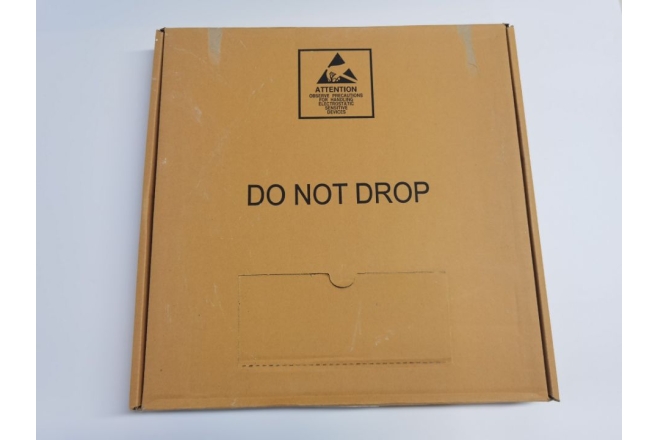 ATTENTION
OBSERVE PRECAUTIONS
FOR HANDLING
ELECTROSTATIC
SENSITIVE
DEVICES
DO NOT DROP